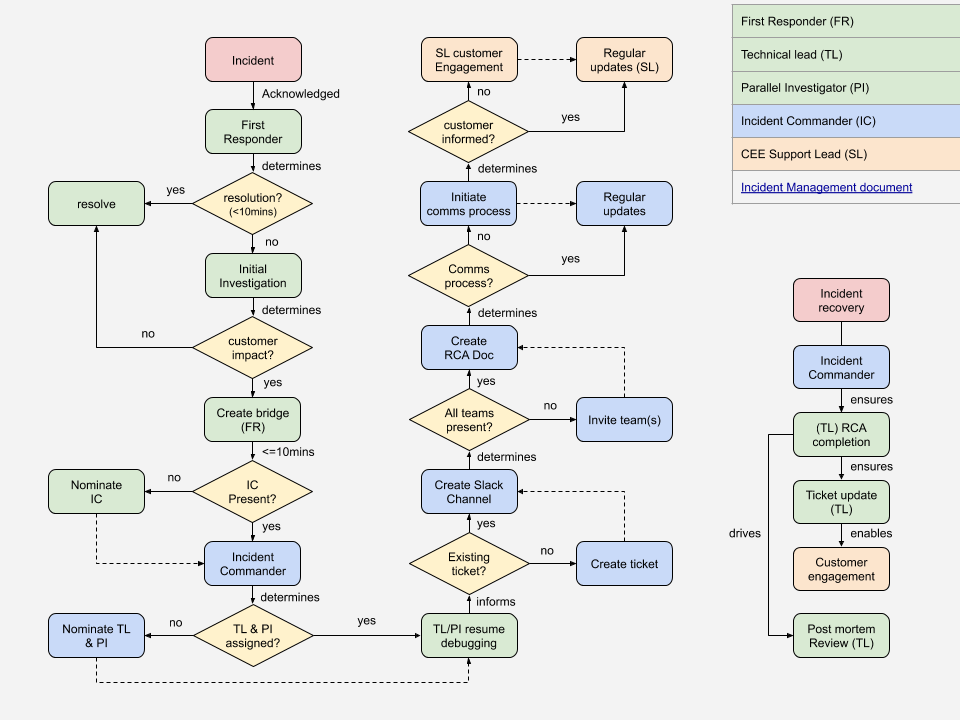 Incident
Acknowledged
First
Responder
determines
resolution?
(<10mins)
yes
resolve
no
Initial
Investigation
determines
customer
impact?
no
yes
Create bridge
(FR)
<=10mins
IC
Present?
no
Nominate
IC
yes
Incident
Commander
determines
TL & PI
assigned?
no
Nominate TL
& PI
yes
TL/PI resume
debugging
informs
Existing
ticket?
no
Create ticket
yes
Create Slack
Channel
determines
All teams
present?
no
Invite team(s)
yes
Create
RCA Doc
determines
Comms
process?
yes
no
Initiate
comms process
Regular
updates
determines
customer
informed?
yes
no
SL customer
Engagement
Regular
updates (SL)
First Responder (FR)
Technical lead (TL)
Parallel Investigator (PI)
Incident Commander (IC)
CEE Support Lead (SL)
Incident Management document
Incident
recovery
Incident
Commander
ensures
(TL) RCA
completion
ensures
Ticket update
(TL)
enables
Customer
engagement
drives
Post mortem
Review (TL)